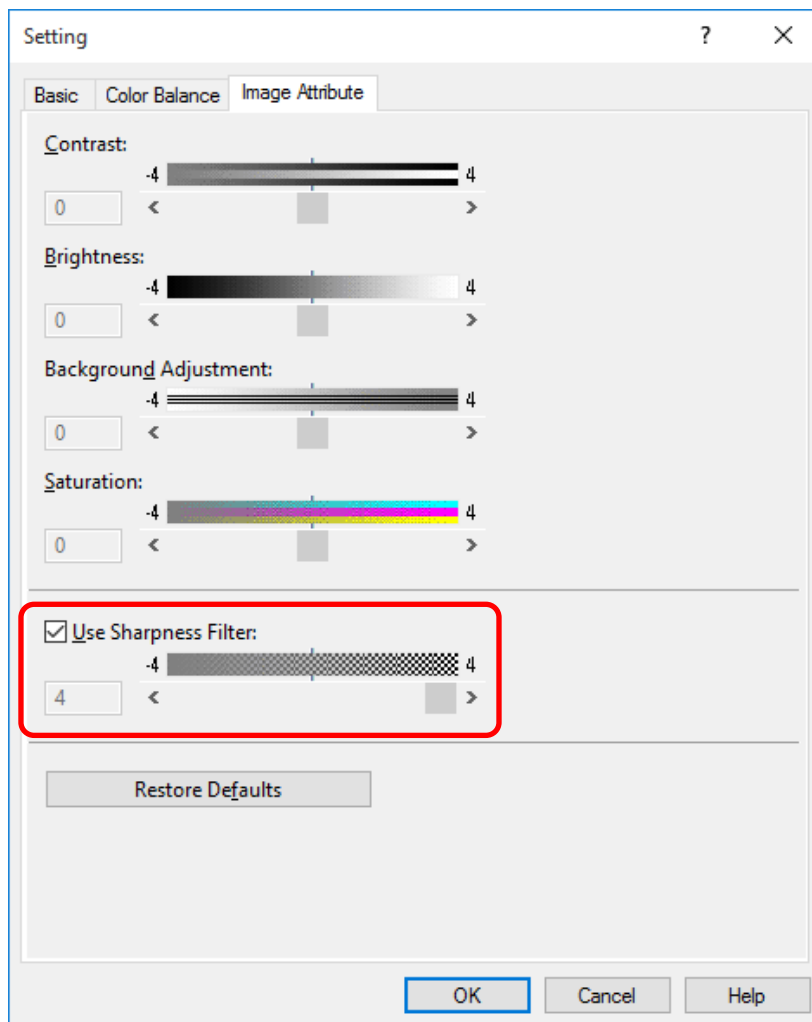 Setting ?
Basic Color Balance Image Attribute
Contrast:
-4 4
0
Brightness:
-4 4
0
Background Adjustment:
-4 4
0
Saturation:
-4 4
0
Use Sharpness Filter:
-4 4
4
Restore Defaults
OK Cancel Help